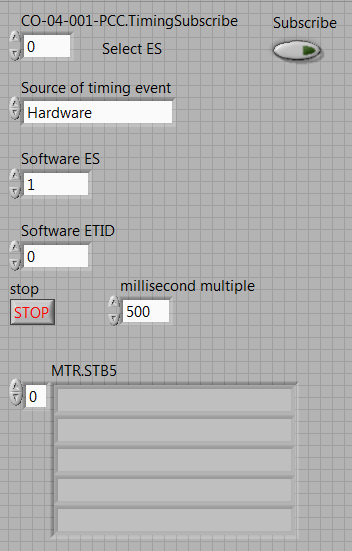 CO-04-001-PCC.TimingSubscribe
Subscribe
0
Select ES
Source of timing event
Hardware
Software ES
1
Software ETID
0
stop
millisecond multiple
STOP
500
MTR.STB5
0